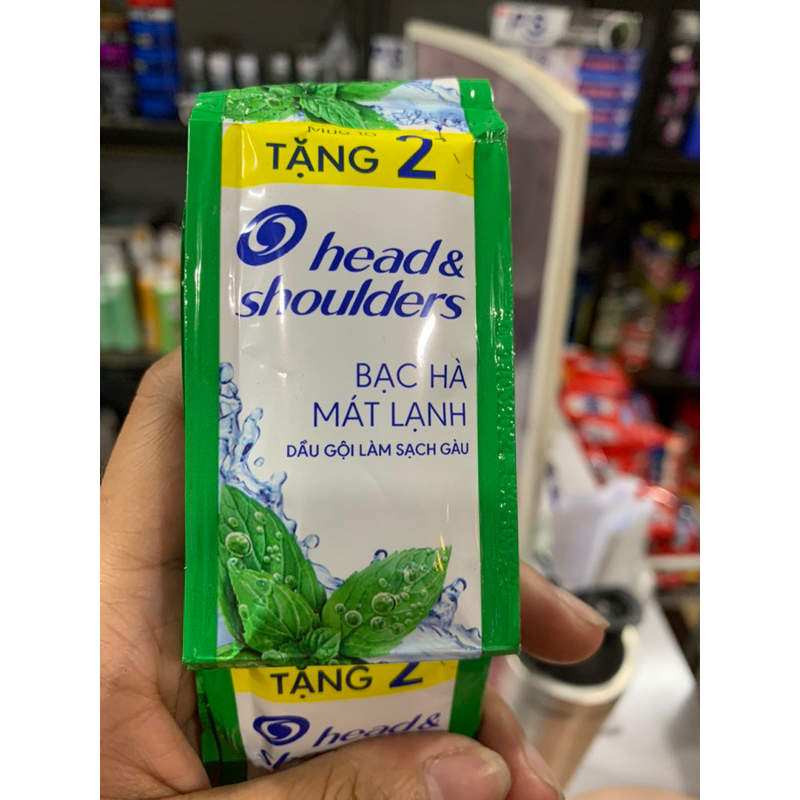 TẶNG 2
head &
shoulders
BẠC HÀ
MÁT LẠNH
DẦU GỘI LÀM SẠCH GÀU
TẶNG 2
head &